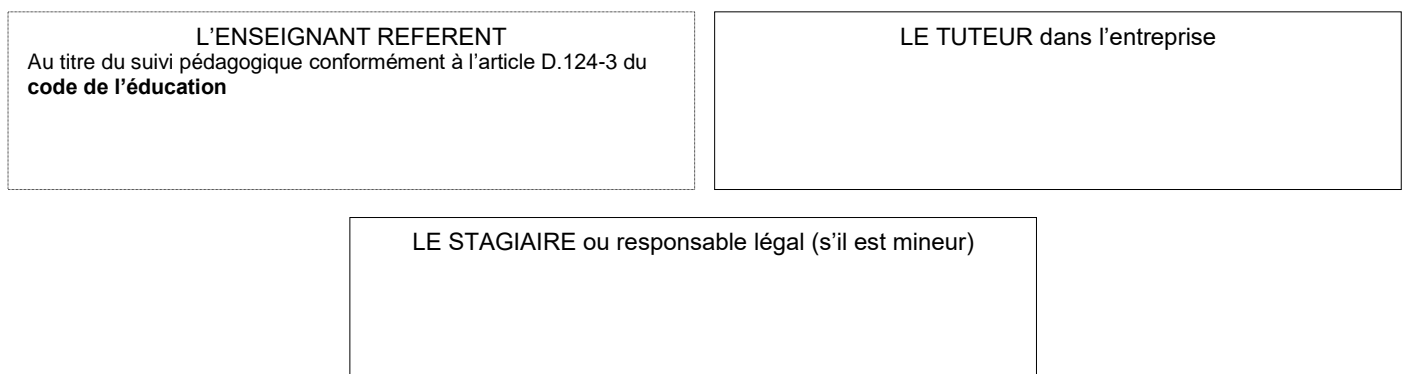 L’ENSEIGNANT REFERENT
Au titre du suivi pédagogique conformément à l’article D.124-3 du
code de l’éducation
LE TUTEUR dans l’entreprise
LE STAGIAIRE ou responsable légal (s’il est mineur)